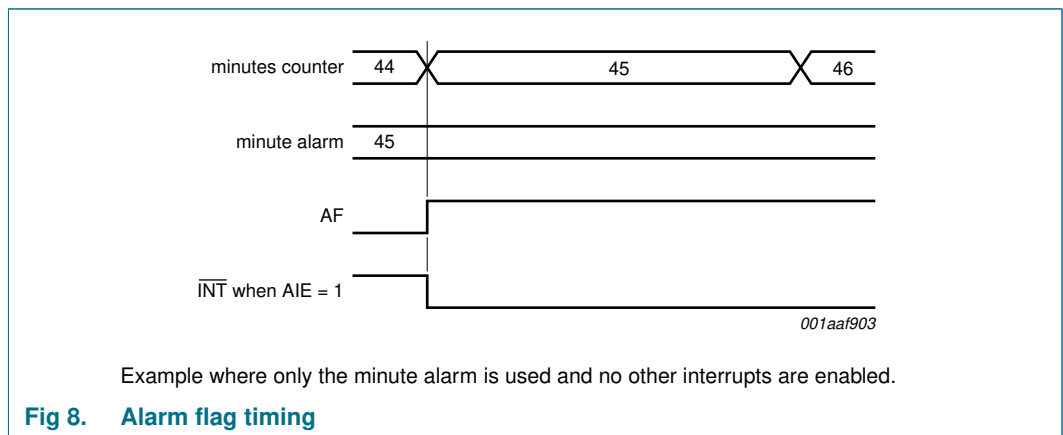 minutes counter 44 45 46
minute alarm 45
AF
INT when AIE = 1
001aaf903
Example where only the minute alarm is used and no other interrupts are enabled.
Fig 8. Alarm flag timing